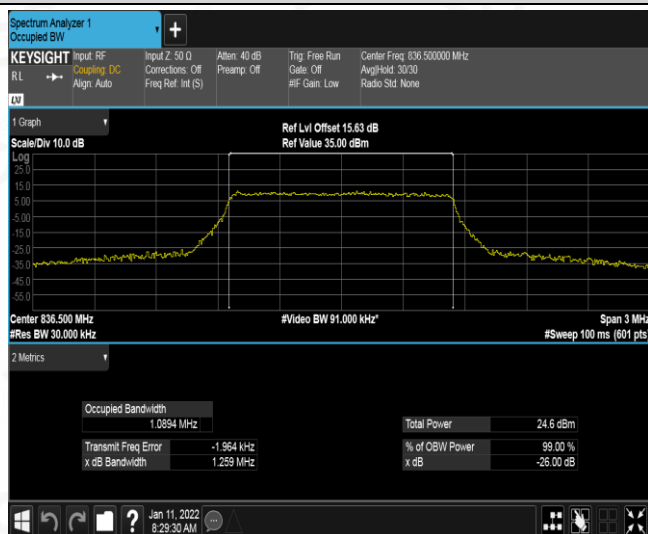 Spectrum Analyzer 1
Occupied BW
+
KEYSIGHT
R L
LXI
Input: RF
Coupling: DC
Align: Auto
Input Z: 50 Ω
Corrections: Off
Freq Ref: Int (S)
Atten: 40 dB
Preamp: Off
Trig: Free Run
Gate: Off
#IF Gain: Low
Center Freq: 836.500000 MHz
Avg|Hold: 30/30
Radio Std: None
1 Graph
Scale/Div 10.0 dB
Ref Lvl Offset 15.63 dB
Ref Value 35.00 dBm
Log
25.0
15.0
5.00
-5.00
-15.0
-25.0
-35.0
-45.0
-55.0
Center 836.500 MHz
#Res BW 30.000 kHz
#Video BW 91.000 kHz*
Span 3 MHz
#Sweep 100 ms (601 pts)
2 Metrics
Occupied Bandwidth
1.0894 MHz
Total Power 24.6 dBm
Transmit Freq Error -1.964 kHz
% of OBW Power 99.00 %
x dB Bandwidth 1.259 MHz
x dB -26.00 dB
?
Jan 11, 2022
8:29:30 AM